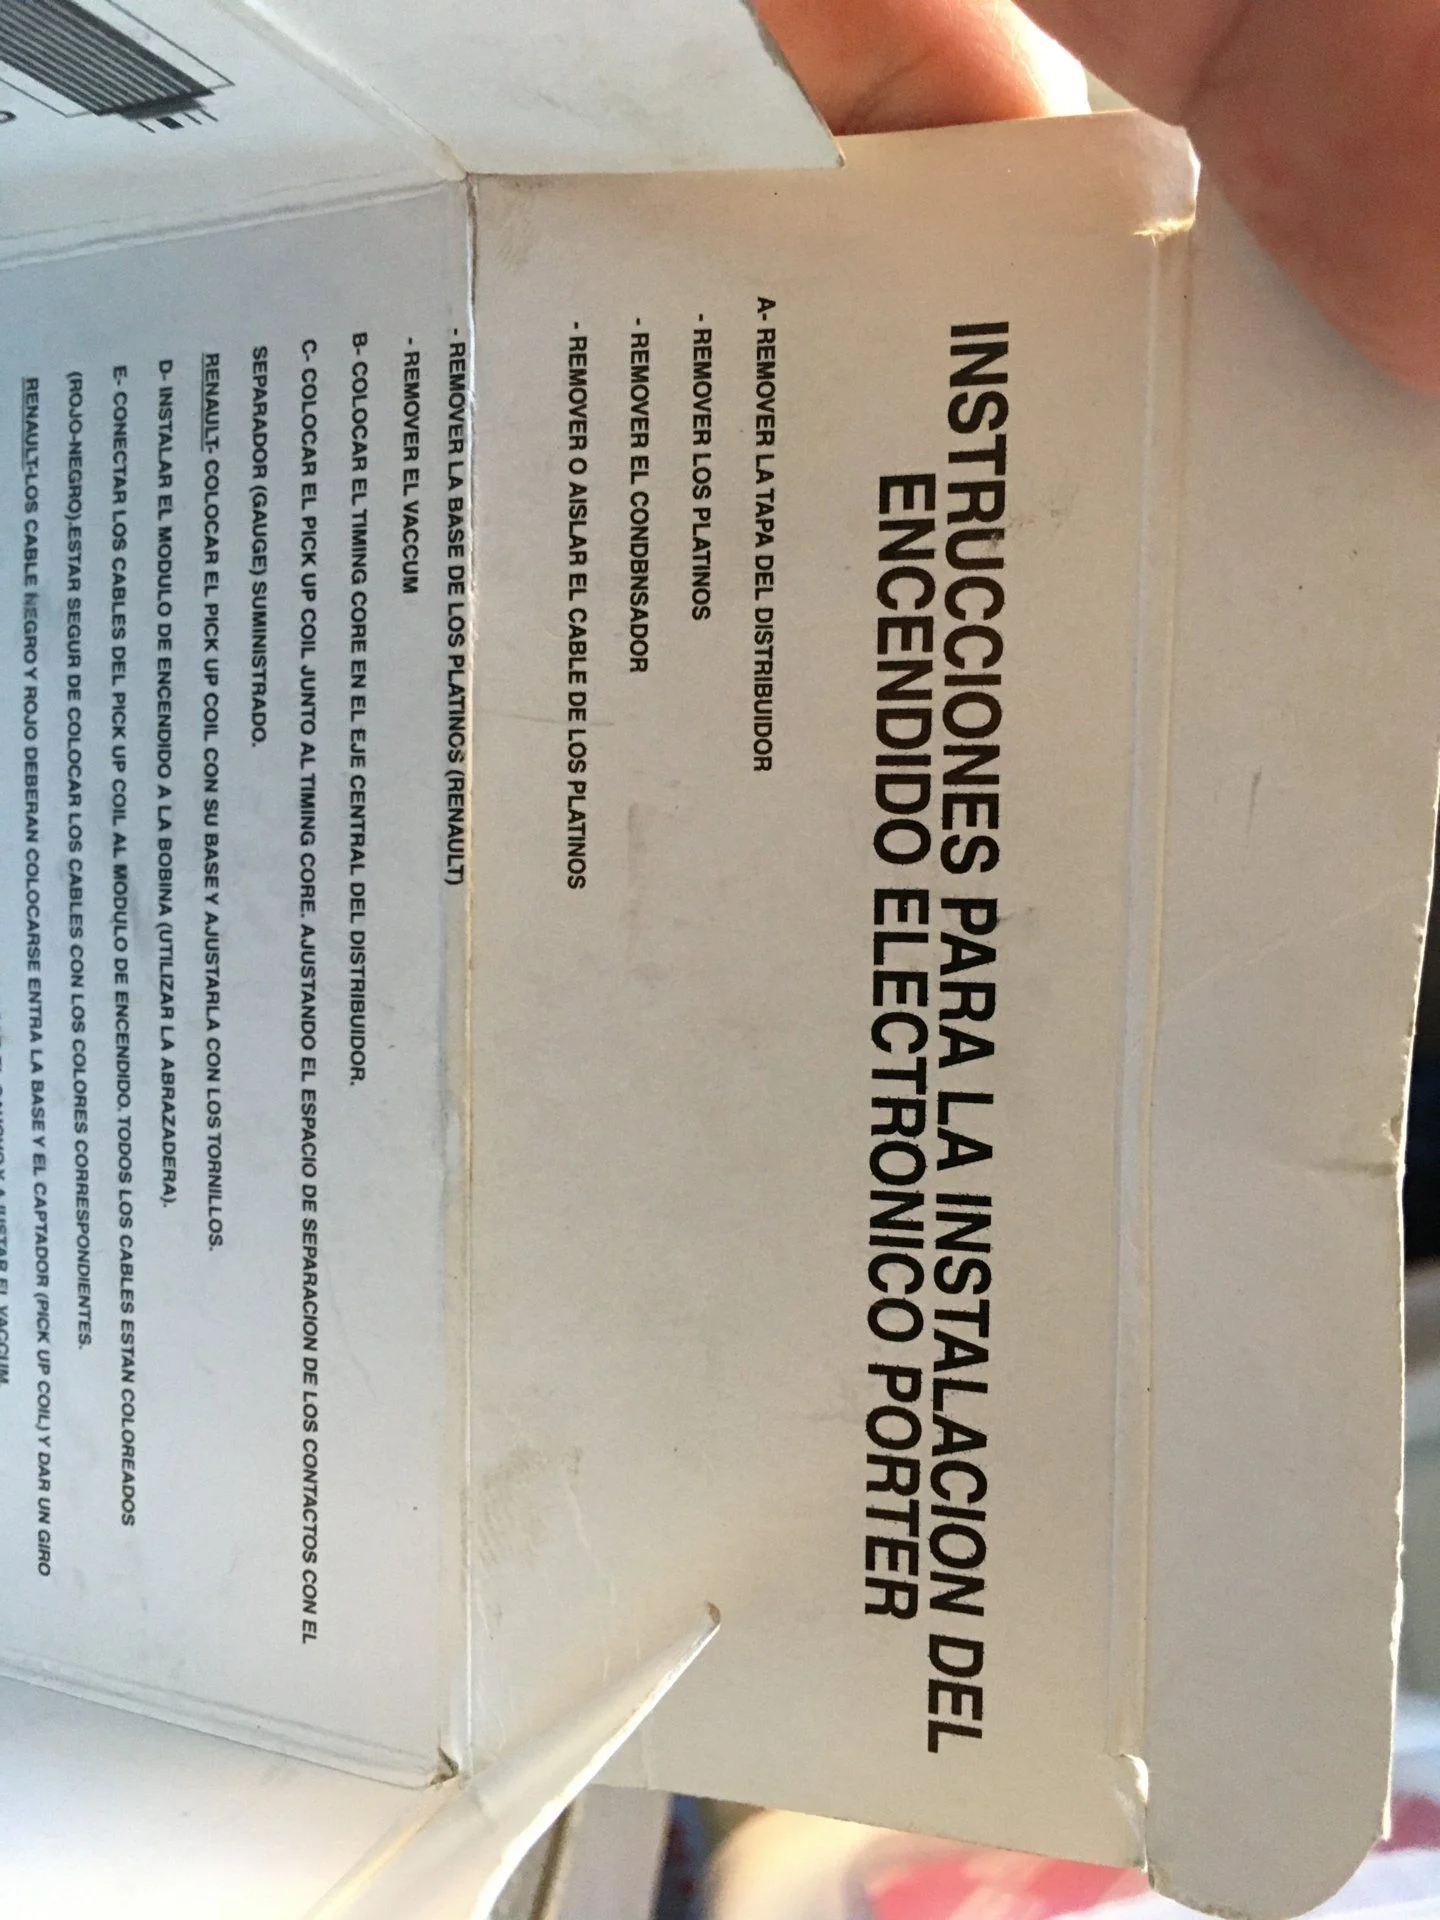 INSTRUCCIONES PARA LA INSTALACION DEL
ENCENDIDO ELECTRONICO PORTER
A- REMOVER LA TAPA DEL DISTRIBUIDOR
- REMOVER LOS PLATINOS
- REMOVER EL CONDBNSADOR
- REMOVER O AISLAR EL CABLE DE LOS PLATINOS
- REMOVER LA BASE DE LOS PLATINOS (RENAULT)
- REMOVER EL VACCUM
B- COLOCAR EL TIMING CORE EN EL EJE CENTRAL DEL DISTRIBUIDOR.
C- COLOCAR EL PICK UP COIL JUNTO AL TIMING CORE. AJUSTANDO EL ESPACIO DE SEPARACION DE LOS CONTACTOS CON EL
SEPARADOR (GAUGE) SUMINISTRADO.
RENAULT- COLOCAR EL PICK UP COIL CON SU BASE Y AJUSTARLA CON LOS TORNILLOS.
D- INSTALAR EL MODULO DE ENCENDIDO A LA BOBINA (UTILIZAR LA ABRAZADERA).
E- CONECTAR LOS CABLES DEL PICK UP COIL AL MODULO DE ENCENDIDO. TODOS LOS CABLES ESTAN COLOREADOS
(ROJO-NEGRO).ESTAR SEGUR DE COLOCAR LOS CABLES CON LOS COLORES CORRESPONDIENTES.
RENAULT-LOS CABLE NEGRO Y ROJO DEBERAN COLOCARSE ENTRA LA BASE Y EL CAPTADOR (PICK UP COIL) Y DAR UN GIRO
Y AJUSTAR EL VACCUM.